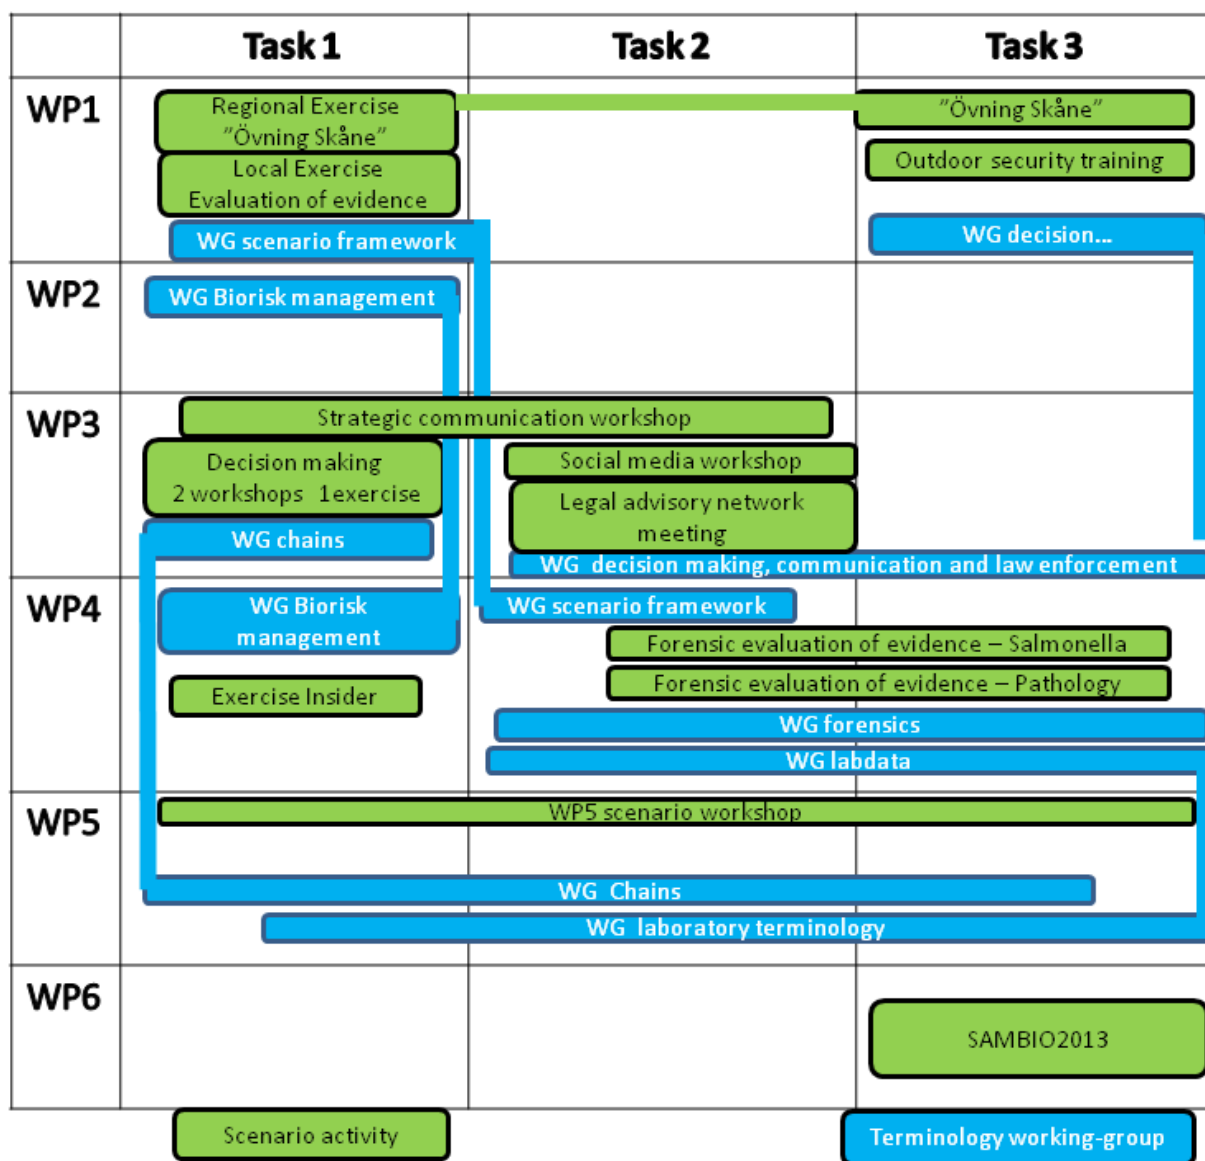 Task 1 Task 2 Task 3
WP1
Regional Exercise
”Övning Skåne”
”Övning Skåne”
Local Exercise
Evaluation of evidence
Outdoor security training
WG scenario framework
WG decision...
WP2
WG Biorisk management
WP3
Strategic communication workshop
Decision making
2 workshops 1exercise
Social media workshop
Legal advisory network
meeting
WG chains
WG decision making, communication and law enforcement
WP4
WG Biorisk
management
WG scenario framework
Forensic evaluation of evidence – Salmonella
Exercise Insider
Forensic evaluation of evidence – Pathology
WG forensics
WG labdata
WP5
WP5 scenario workshop
WG Chains
WG laboratory terminology
WP6
SAMBIO2013
Scenario activity
Terminology working-group